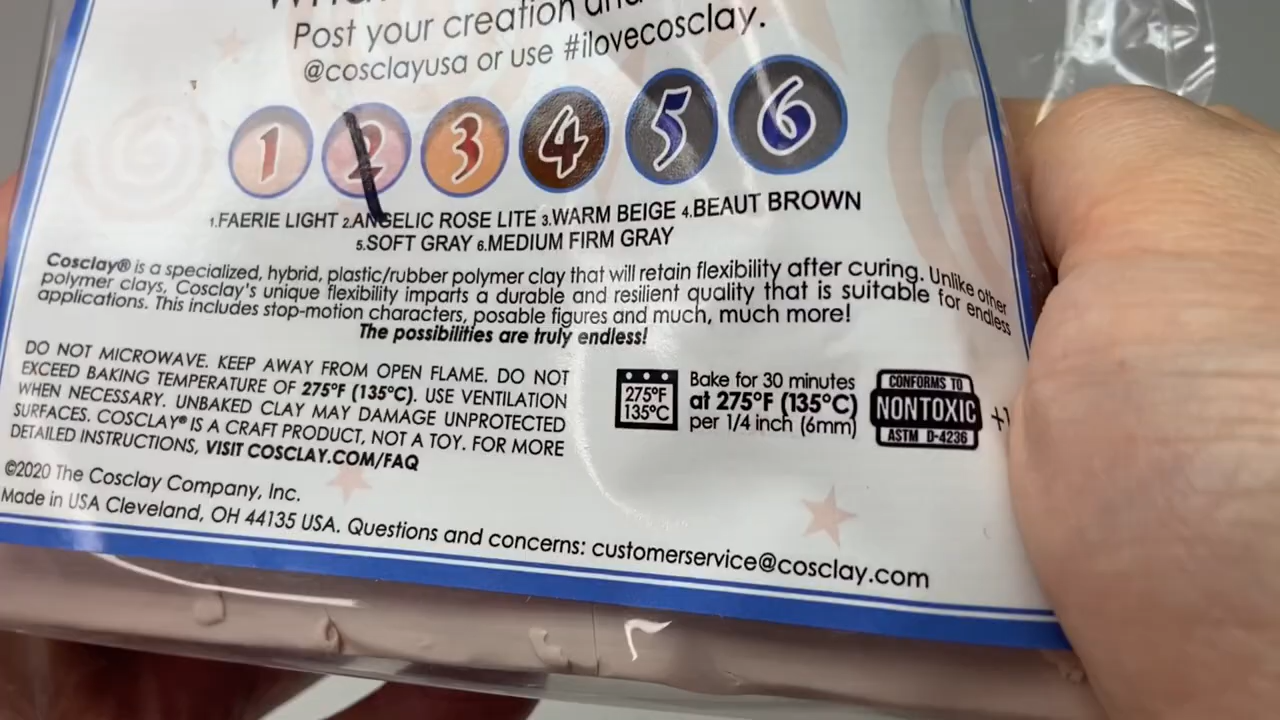 Post your creation and
@cosclayusa or use #ilovecosclay.
1 2 3 4 5 6
1.FAERIE LIGHT 2.ANGELIC ROSE LITE 3.WARM BEIGE 4.BEAUT BROWN
5.SOFT GRAY 6.MEDIUM FIRM GRAY
Cosclay® is a specialized, hybrid, plastic/rubber polymer clay that will retain flexibility after curing. Unlike other
polymer clays, Cosclay's unique flexibility imparts a durable and resilient quality that is suitable for endless
applications. This includes stop-motion characters, posable figures and much, much more!
The possibilities are truly endless!
DO NOT MICROWAVE. KEEP AWAY FROM OPEN FLAME. DO NOT
EXCEED BAKING TEMPERATURE OF 275°F (135°C). USE VENTILATION
WHEN NECESSARY. UNBAKED CLAY MAY DAMAGE UNPROTECTED
SURFACES. COSCLAY® IS A CRAFT PRODUCT, NOT A TOY. FOR MORE
DETAILED INSTRUCTIONS, VISIT COSCLAY.COM/FAQ
275°F
135°C
Bake for 30 minutes
at 275°F (135°C)
per 1/4 inch (6mm)
CONFORMS TO
NONTOXIC
ASTM D-4236
©2020 The Cosclay Company, Inc.
Made in USA Cleveland, OH 44135 USA. Questions and concerns: customerservice@cosclay.com